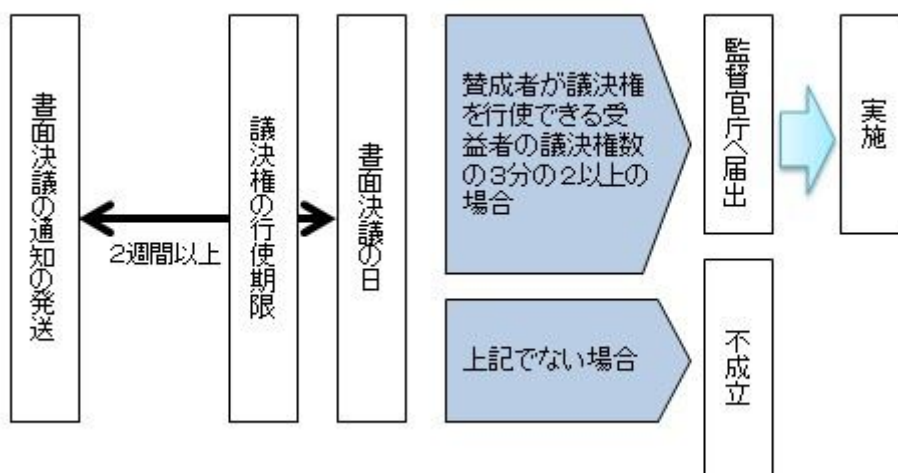 書面決議の通知の発送
2週間以上
議決権の行使期限
書面決議の日
賛成者が議決権
を行使できる受
益者の議決権数
の3分の2以上の
場合
監督官庁へ届出
実施
上記でない場合
不成立